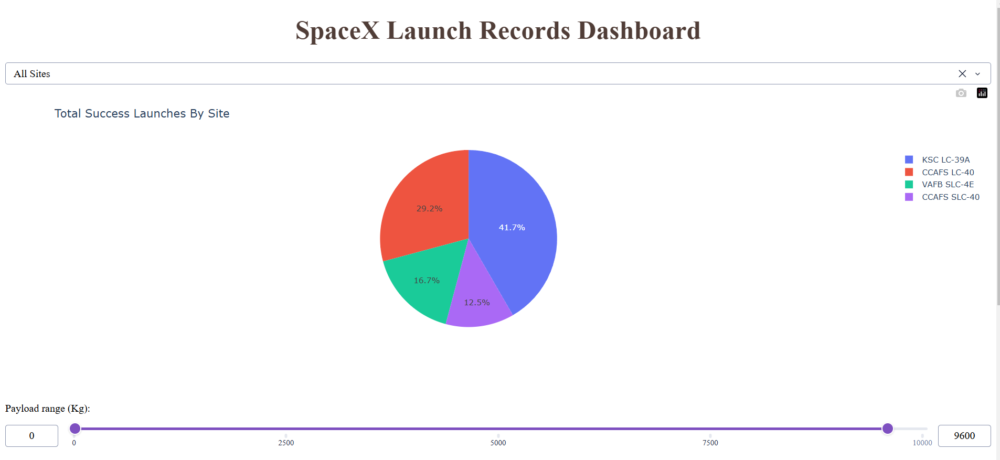 SpaceX Launch Records Dashboard
All Sites
Total Success Launches By Site
KSC LC-39A
CCAFS LC-40
VAFB SLC-4E
CCAFS SLC-40
29.2%
41.7%
16.7%
12.5%
Payload range (Kg):
0
0 2500 5000 7500 10000
9600